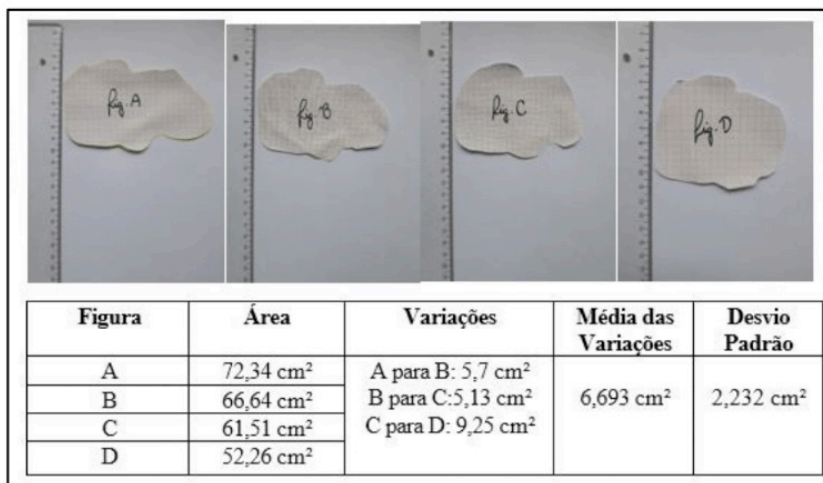 fig. A
fig. B
fig. C
fig. D
Figura Área Variações Média das Variações Desvio Padrão
A 72,34 cm² A para B: 5,7 cm²
B 66,64 cm² B para C:5,13 cm² 6,693 cm² 2,232 cm²
C 61,51 cm² C para D: 9,25 cm²
D 52,26 cm²